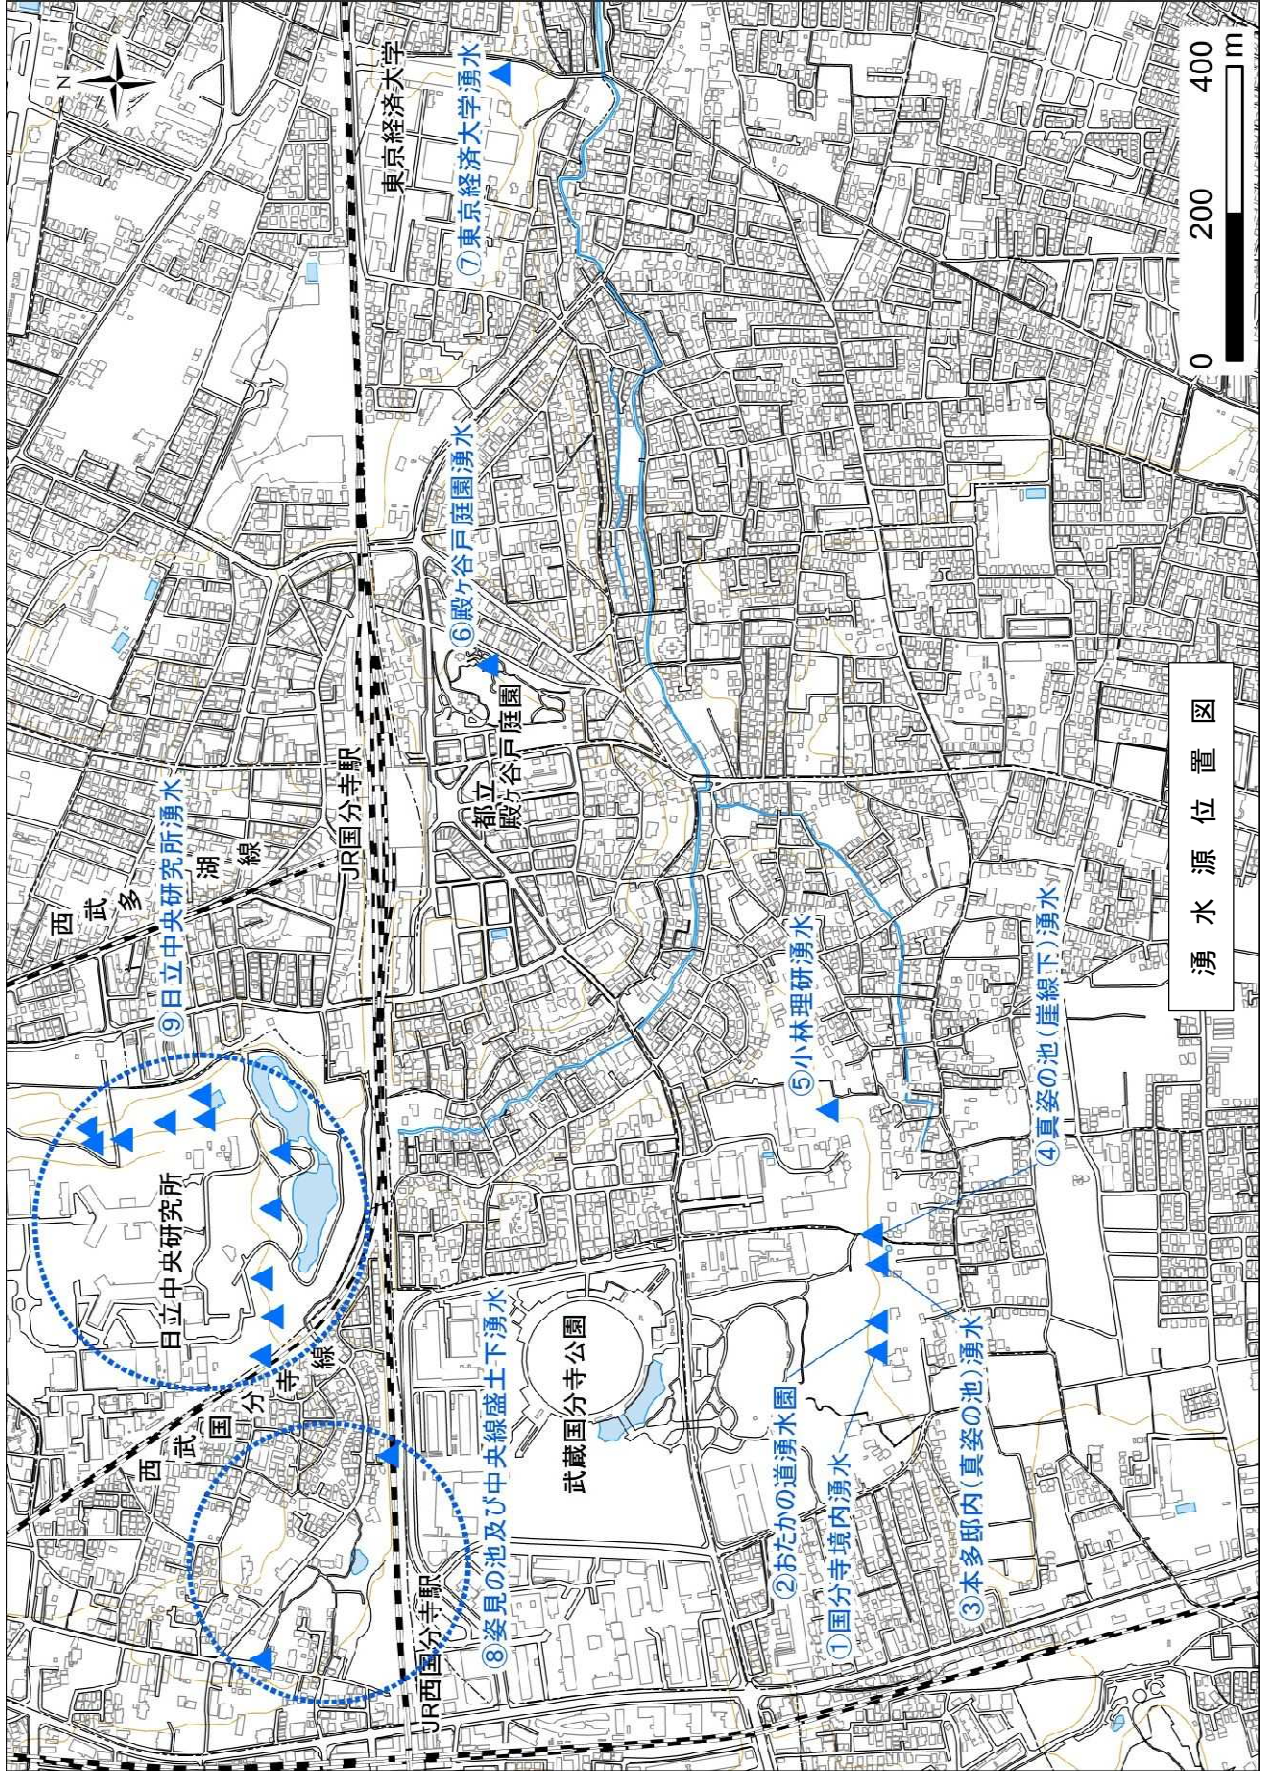 湧水源位置図
N
西武多湖線
⑨日立中央研究所湧水
日立中央研究所
西武国分寺線
JR国分寺駅
JR西国分寺駅
⑧姿見の池及び中央線盛土下湧水
東京経済大学
⑦東京経済大学湧水
⑥殿ヶ谷戸庭園湧水
都立
殿ヶ谷戸庭園
武蔵国分寺公園
⑤小林理研湧水
②おたかの道湧水園
①国分寺境内湧水
③本多邸内(真姿の池)湧水
④真姿の池(崖線下)湧水
0 200 400
m